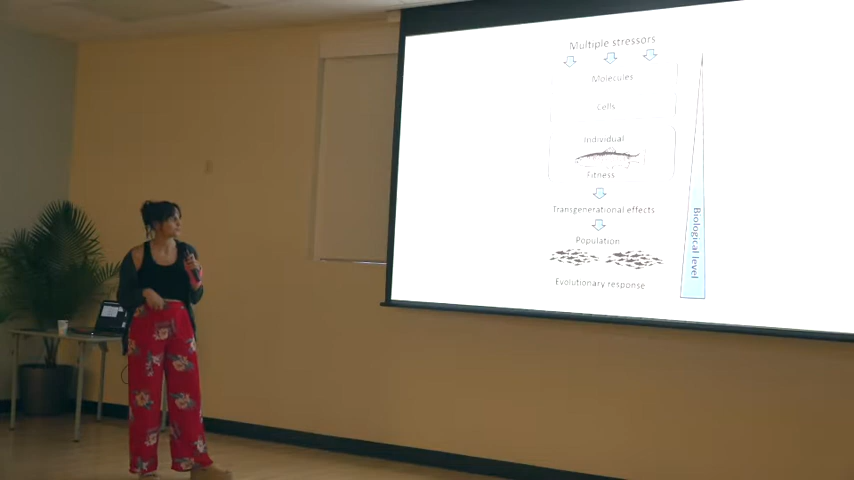 Multiple stressors
Molecules
Cells
Individual
Fitness
Transgenerational effects
Population
Evolutionary response
Biological level